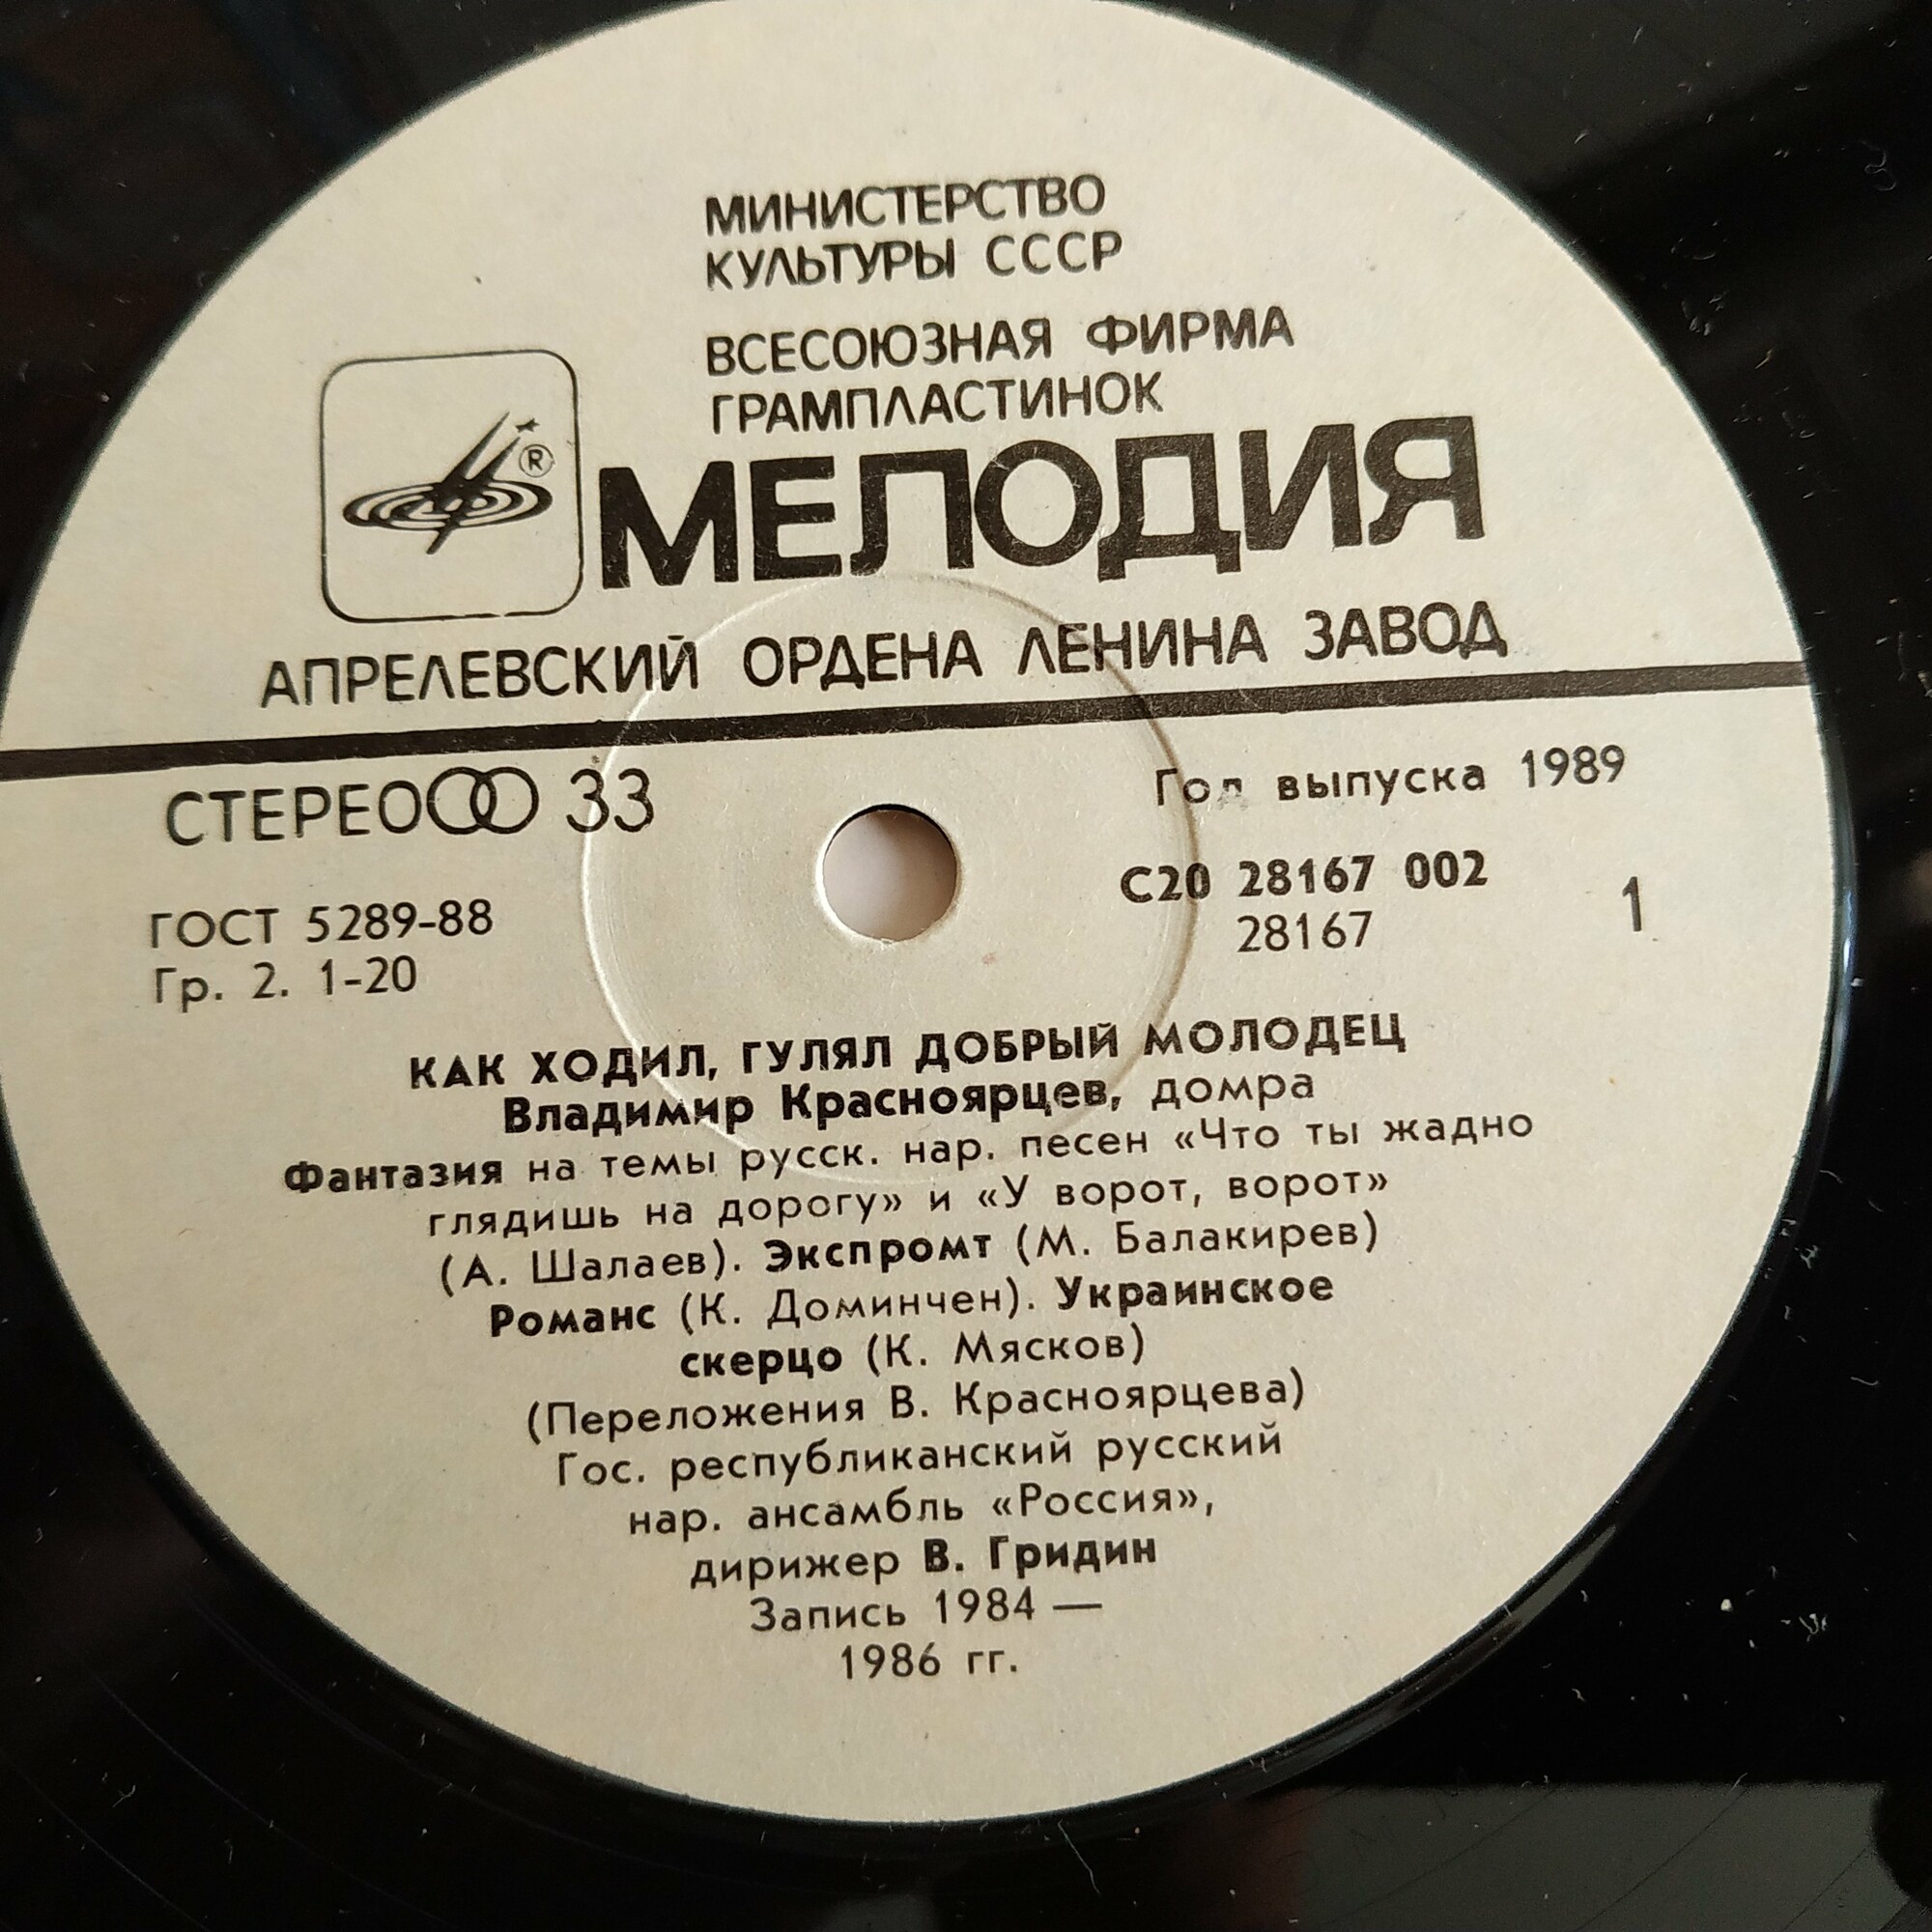 МИНИСТЕРСТВО
КУЛЬТУРЫ СССР
ВСЕСОЮЗНАЯ ФИРМА
ГРАМПЛАСТИНОК
®
МЕЛОДИЯ
АПРЕЛЕВСКИЙ ОРДЕНА ЛЕНИНА ЗАВОД
СТЕРЕО 33
Год выпуска 1989
ГОСТ 5289-88
Гр. 2. 1-20
С20 28167 002
28167
1
КАК ХОДИЛ, ГУЛЯЛ ДОБРЫЙ МОЛОДЕЦ
Владимир Красноярцев, домра
Фантазия на темы русск. нар. песен «Что ты жадно
глядишь на дорогу» и «У ворот, ворот»
(А. Шалаев). Экспромт (М. Балакирев)
Романс (К. Доминчен). Украинское
скерцо (К. Мясков)
(Переложения В. Красноярцева)
Гос. республиканский русский
нар. ансамбль «Россия»,
дирижер В. Гридин
Запись 1984 —
1986 гг.